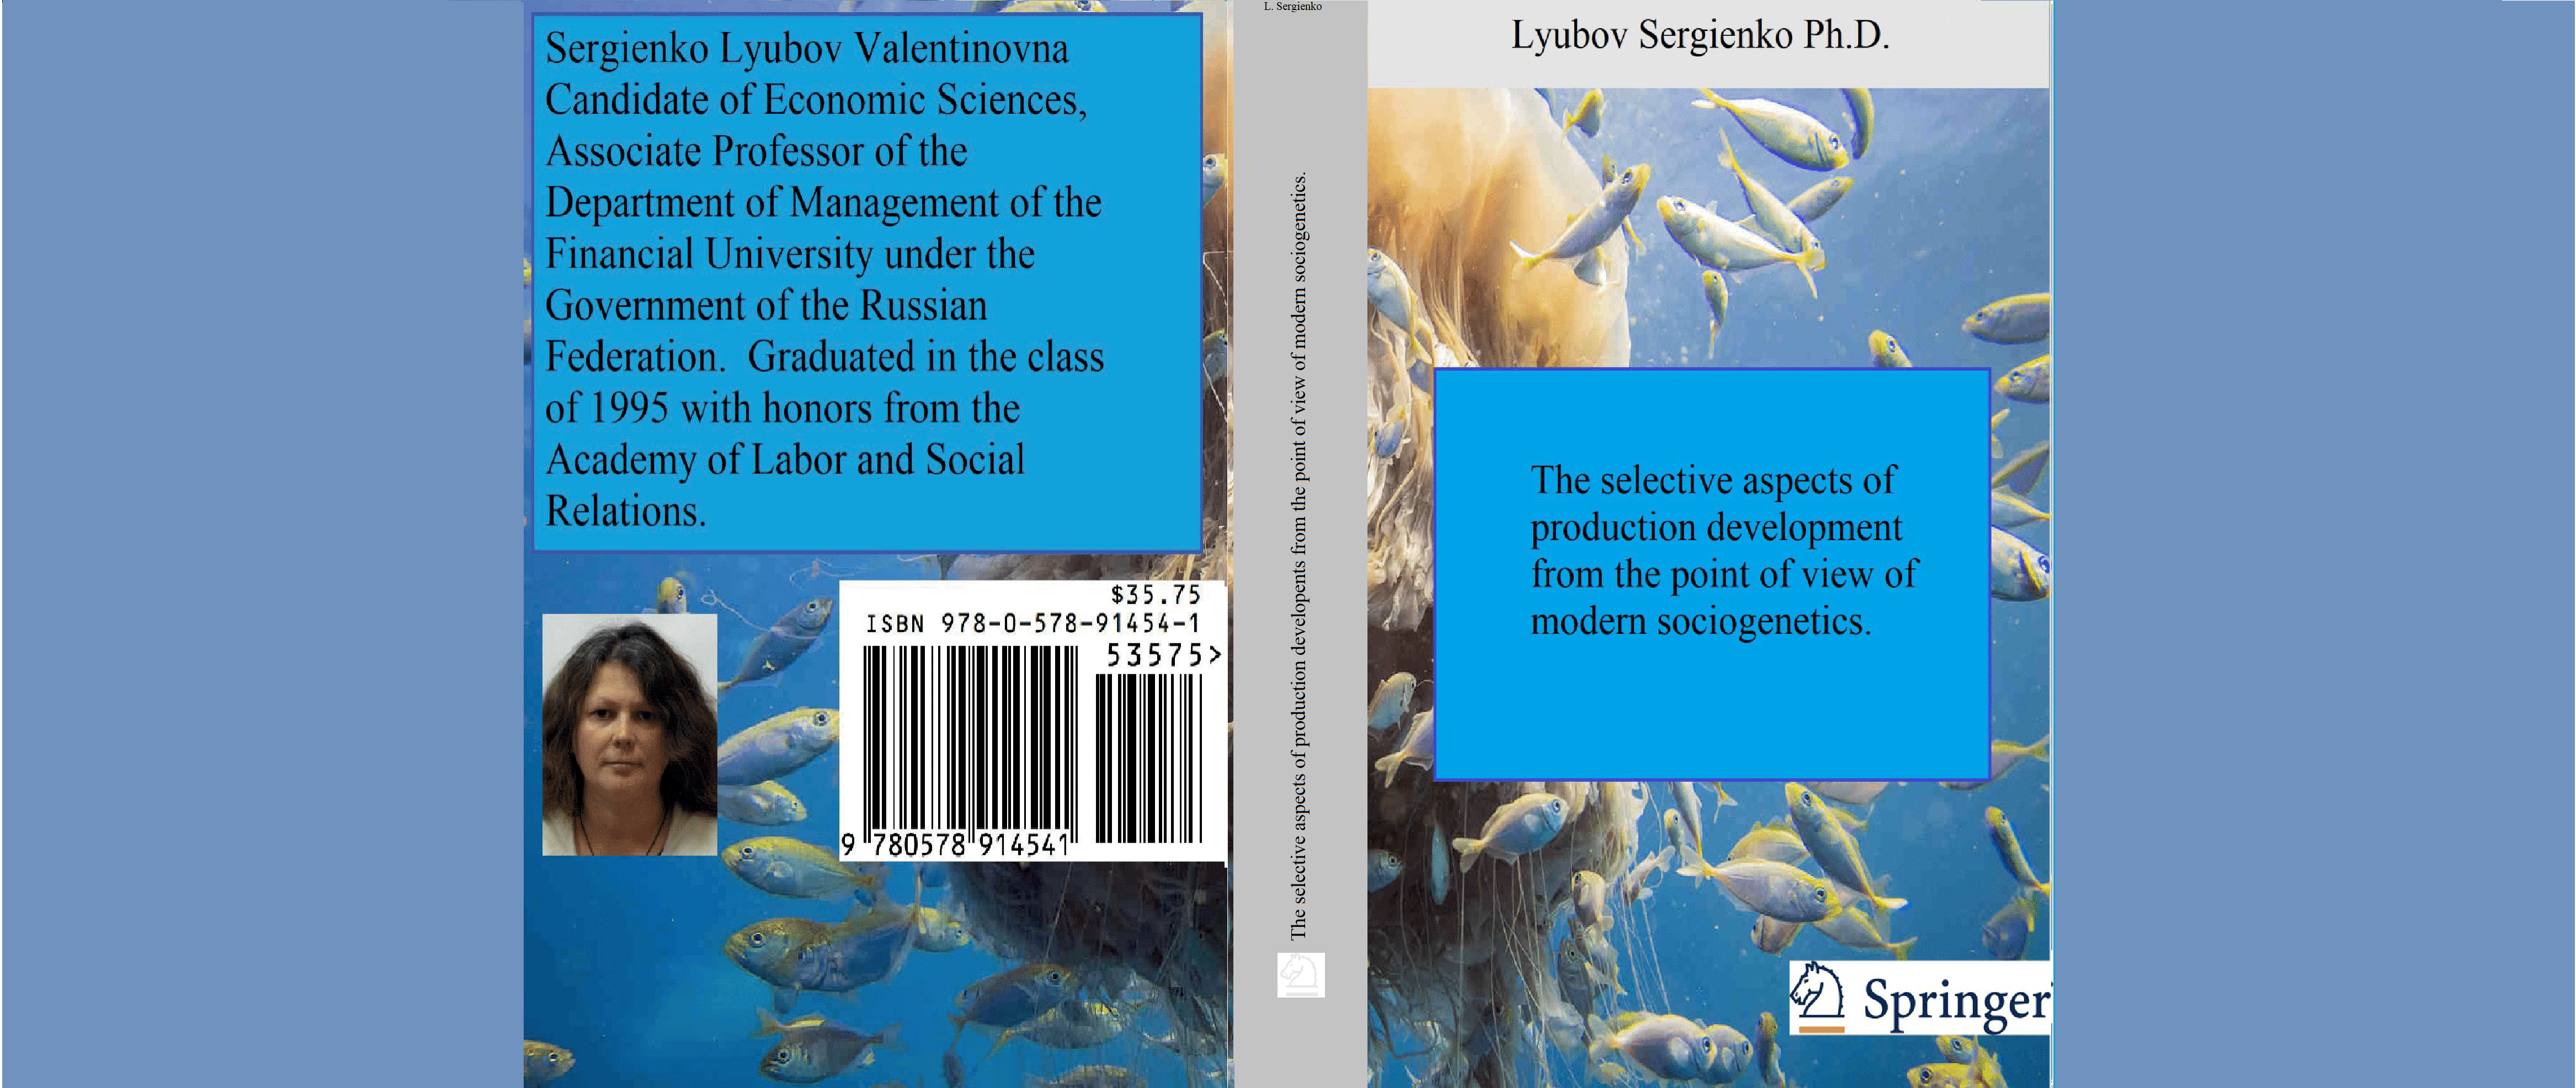 Sergienko Lyubov Valentinovna
Candidate of Economic Sciences,
Associate Professor of the
Department of Management of the
Financial University under the
Government of the Russian
Federation.  Graduated in the class
of 1995 with honors from the
Academy of Labor and Social
Relations.
$35.75
ISBN 978-0-578-91454-1
53575>
9 780578 914541
L. Sergienko
The selective aspects of production developents from the point of view of modern sociogenetics.
Lyubov Sergienko Ph.D.
The selective aspects of
production development
from the point of view of
modern sociogenetics.
Springer